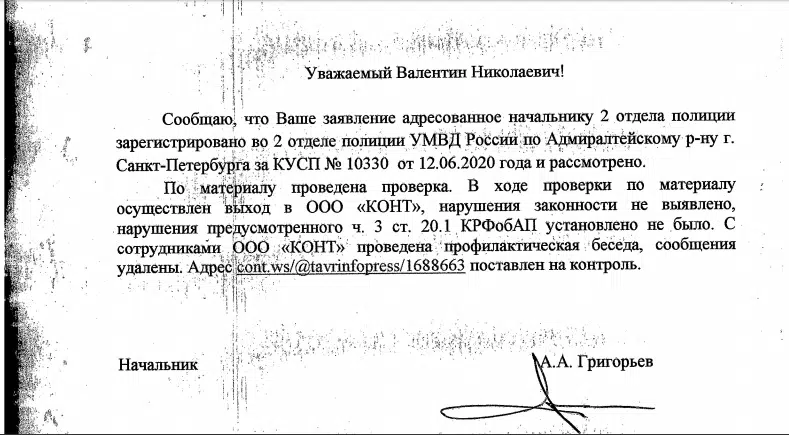 Уважаемый Валентин Николаевич!
Сообщаю, что Ваше заявление адресованное начальнику 2 отдела полиции
зарегистрировано во 2 отделе полиции УМВД России по Адмиралтейскому р-ну г.
Санкт-Петербурга за КУСП № 10330 от 12.06.2020 года и рассмотрено.
По материалу проведена проверка. В ходе проверки по материалу
осуществлен выход в ООО «КОНТ», нарушения законности не выявлено,
нарушения предусмотренного ч. 3 ст. 20.1 КРФобАП установлено не было. С
сотрудниками ООО «КОНТ» проведена профилактическая беседа, сообщения
удалены. Адрес cont.ws/@tavrinfopress/1688663 поставлен на контроль.
Начальник А.А. Григорьев